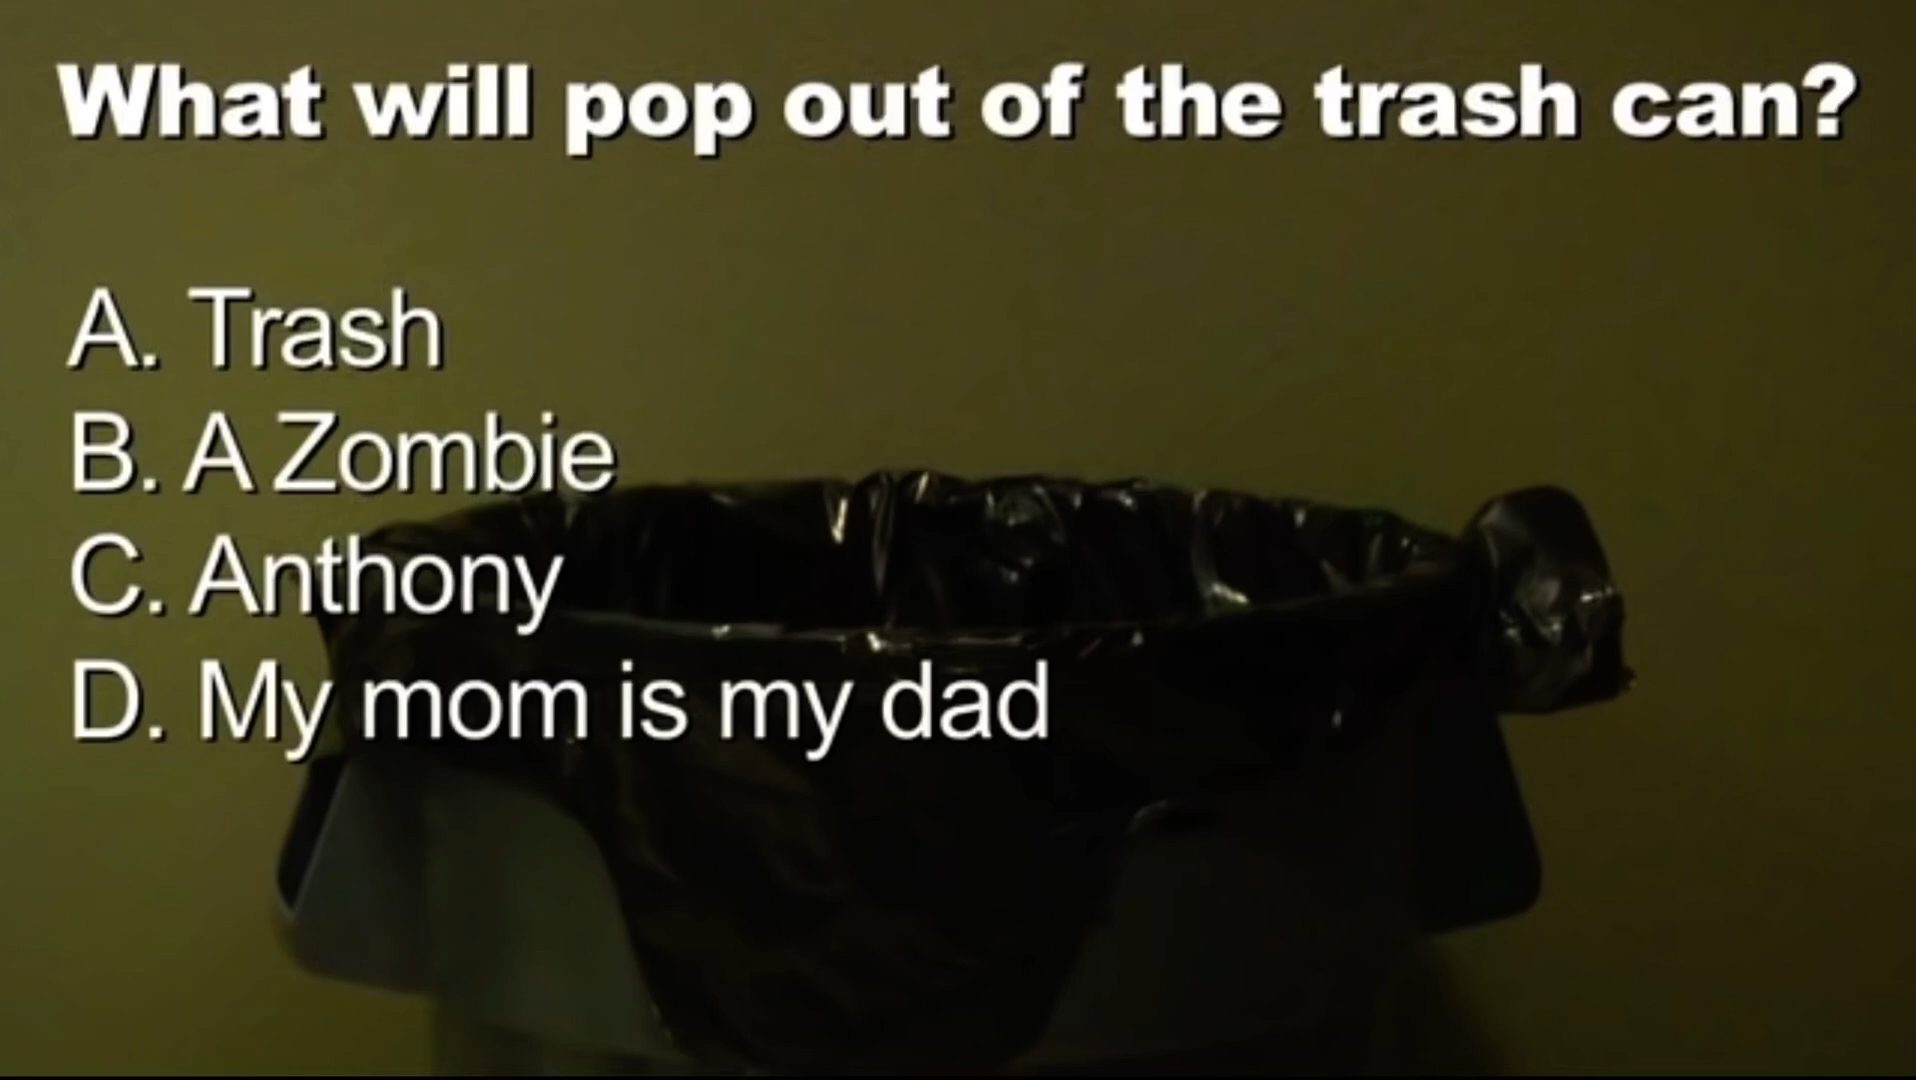 What will pop out of the trash can?
A. Trash
B. A Zombie
C. Anthony
D. My mom is my dad